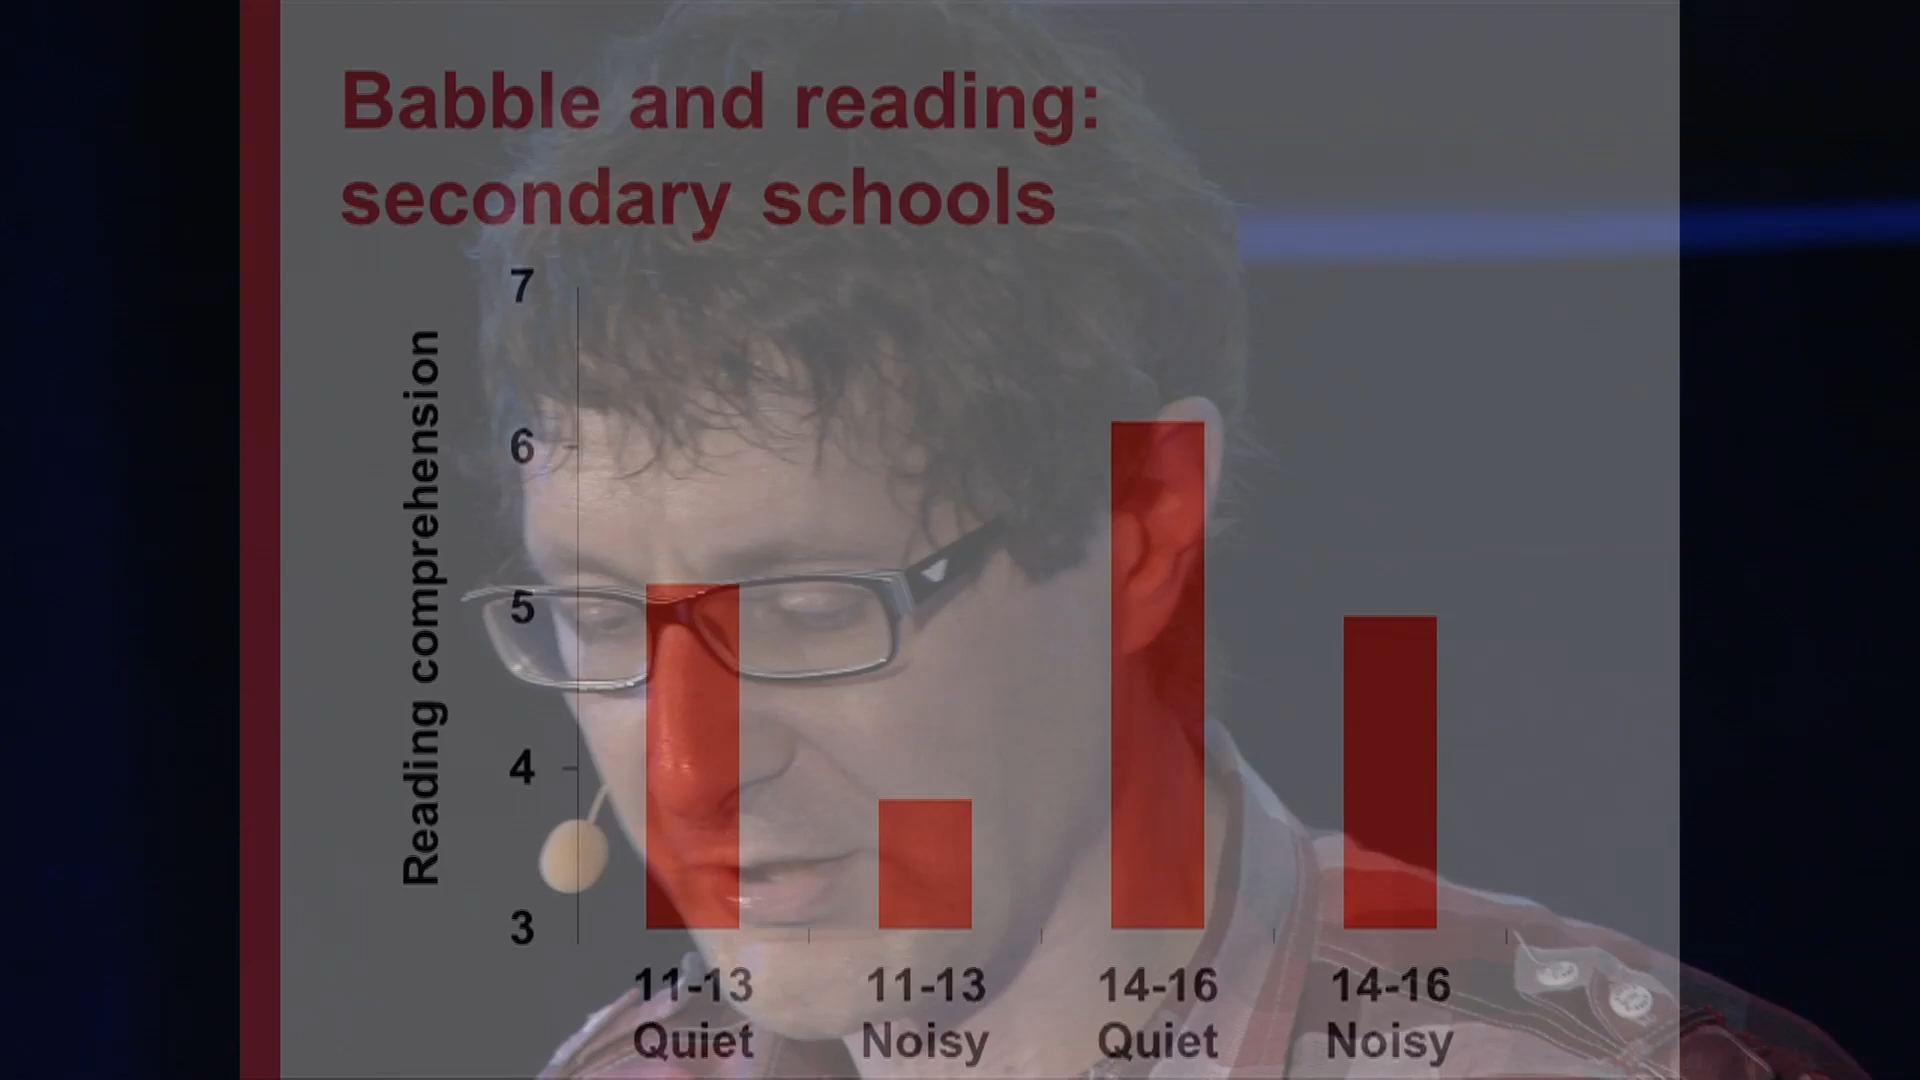 Babble and reading:
secondary schools
Reading comprehension
7
6
5
4
3
11-13
Quiet
11-13
Noisy
14-16
Quiet
14-16
Noisy